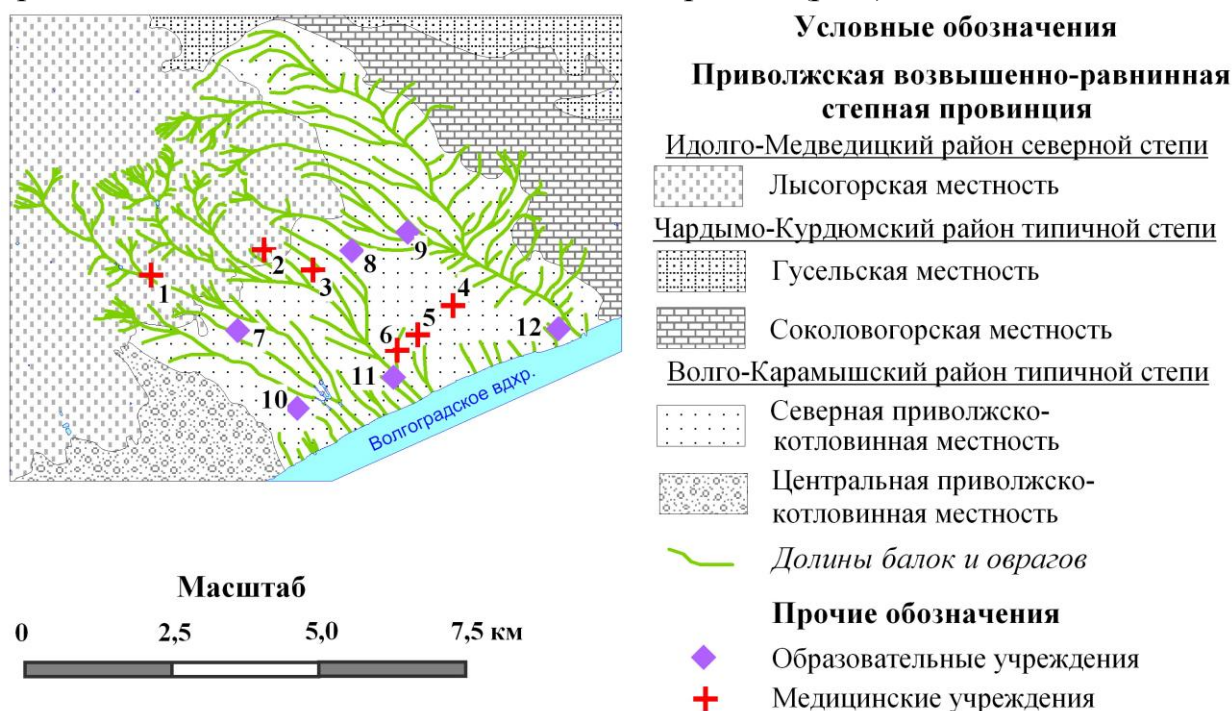 Условные обозначения
Приволжская возвышенно-равнинная
степная провинция
Идолго-Медведицкий район северной степи
Лысогорская местность
Чардымо-Курдюмский район типичной степи
Гусельская местность
Соколовогорская местность
Волго-Карамышский район типичной степи
Северная приволжско-
котловинная местность
Центральная приволжско-
котловинная местность
Долины балок и оврагов
Прочие обозначения
Образовательные учреждения
Медицинские учреждения
1
2
3
4
5
6
7
8
9
10
11
12
Волгоградское вдхр.
Масштаб
0 2,5 5,0 7,5 км